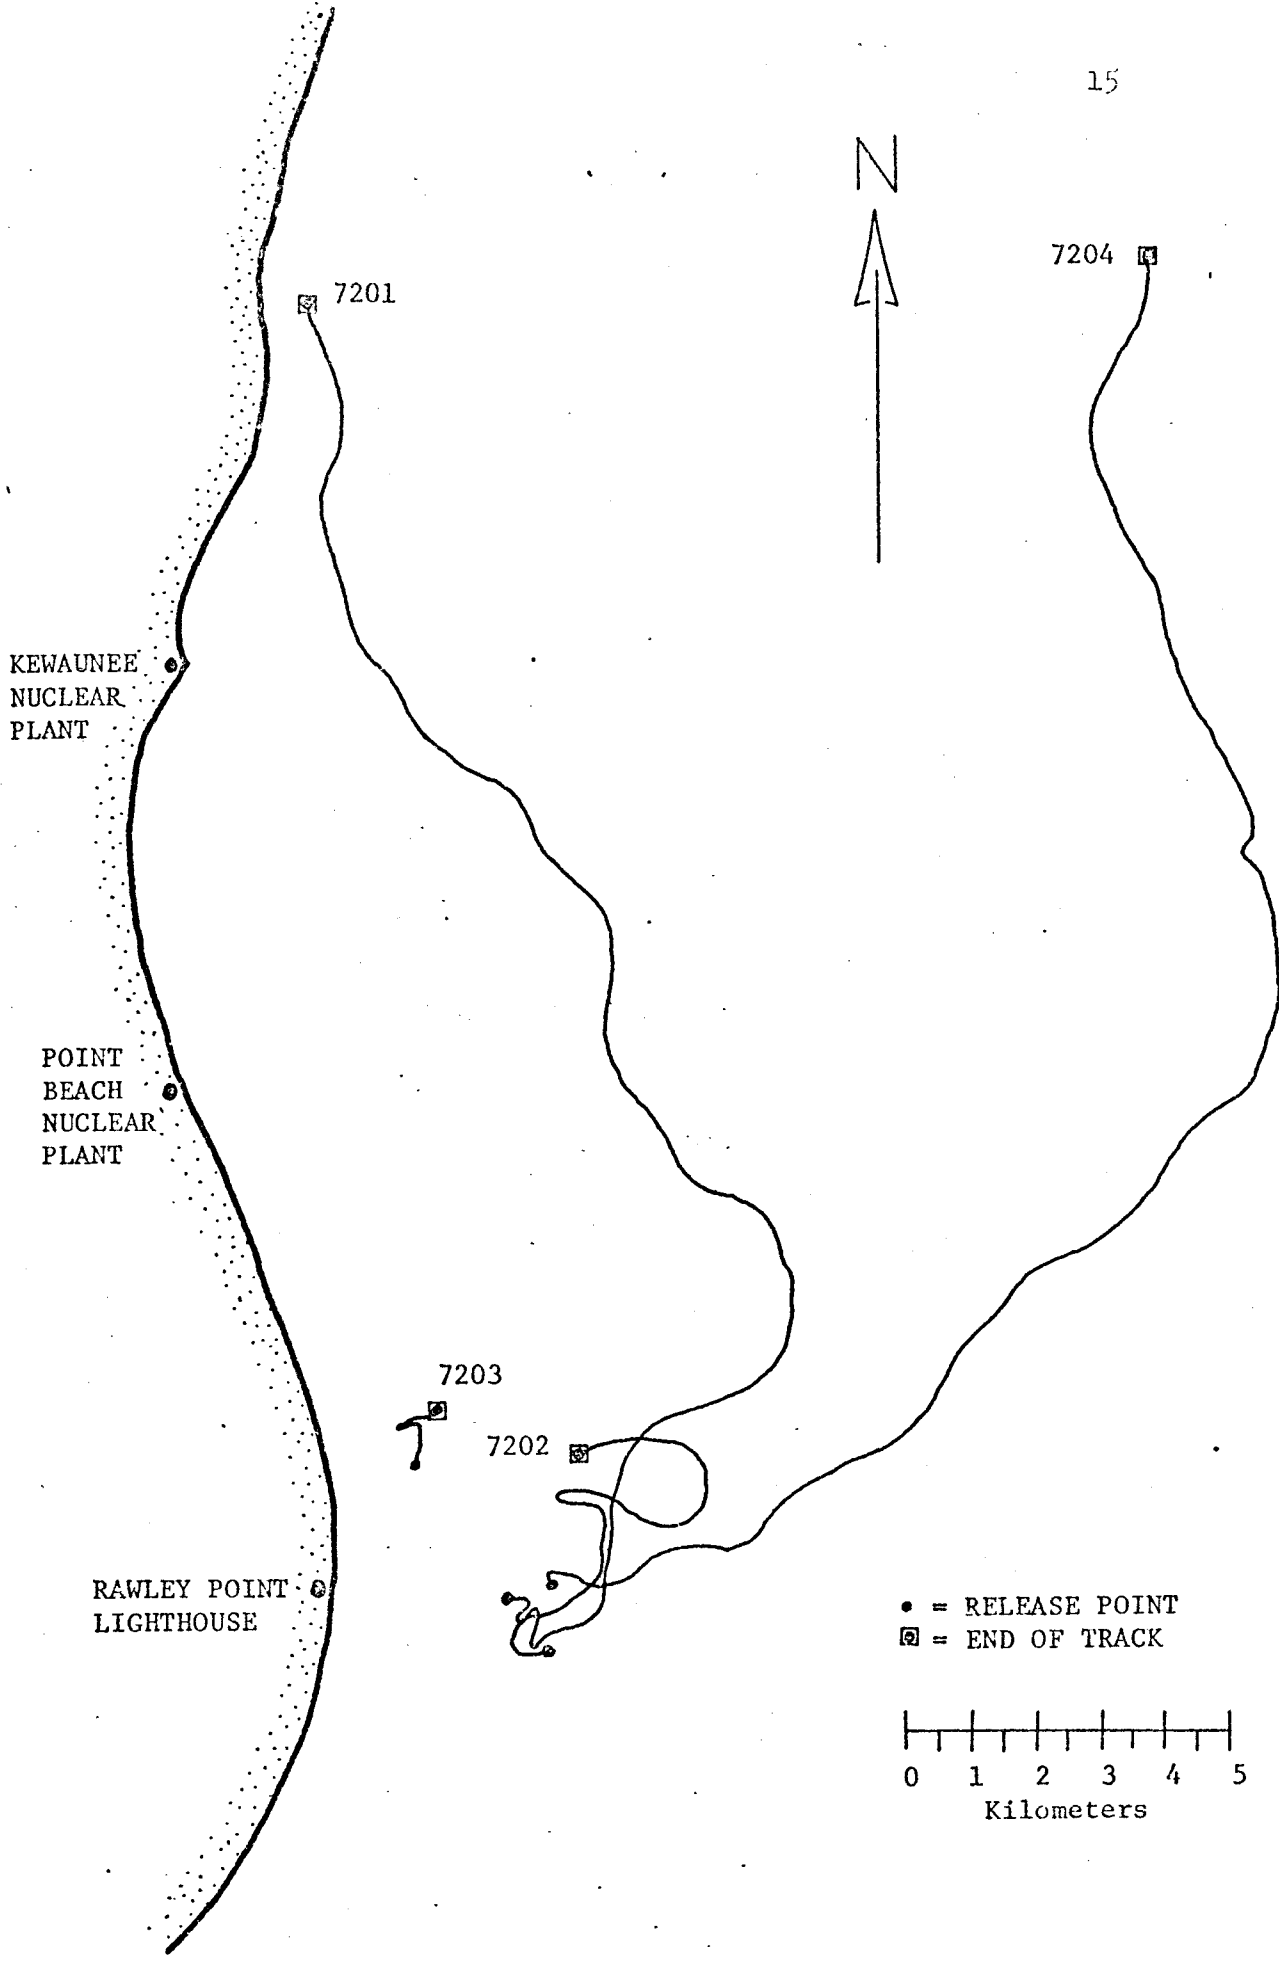 15
N
7204
7201
KEWAUNEE
NUCLEAR
PLANT
POINT
BEACH
NUCLEAR
PLANT
7203
7202
RAWLEY POINT
LIGHTHOUSE
= RELEASE POINT
= END OF TRACK
0 1 2 3 4 5
Kilometers